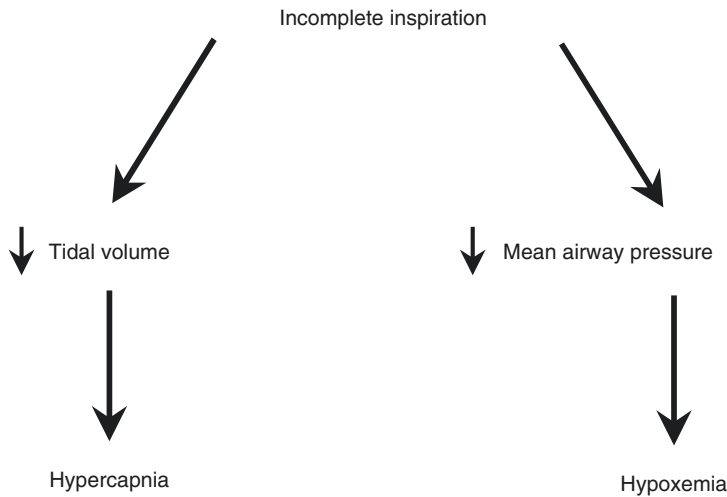 Incomplete inspiration
Tidal volume
Mean airway pressure
Hypercapnia
Hypoxemia